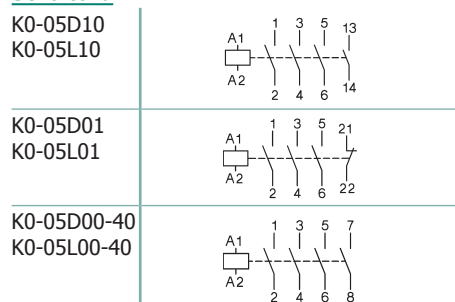 K0-05D10
K0-05L10
A1 1 3 5 13
A2 2 4 6 14
K0-05D01
K0-05L01
A1 1 3 5 21
A2 2 4 6 22
K0-05D00-40
K0-05L00-40
A1 1 3 5 7
A2 2 4 6 8